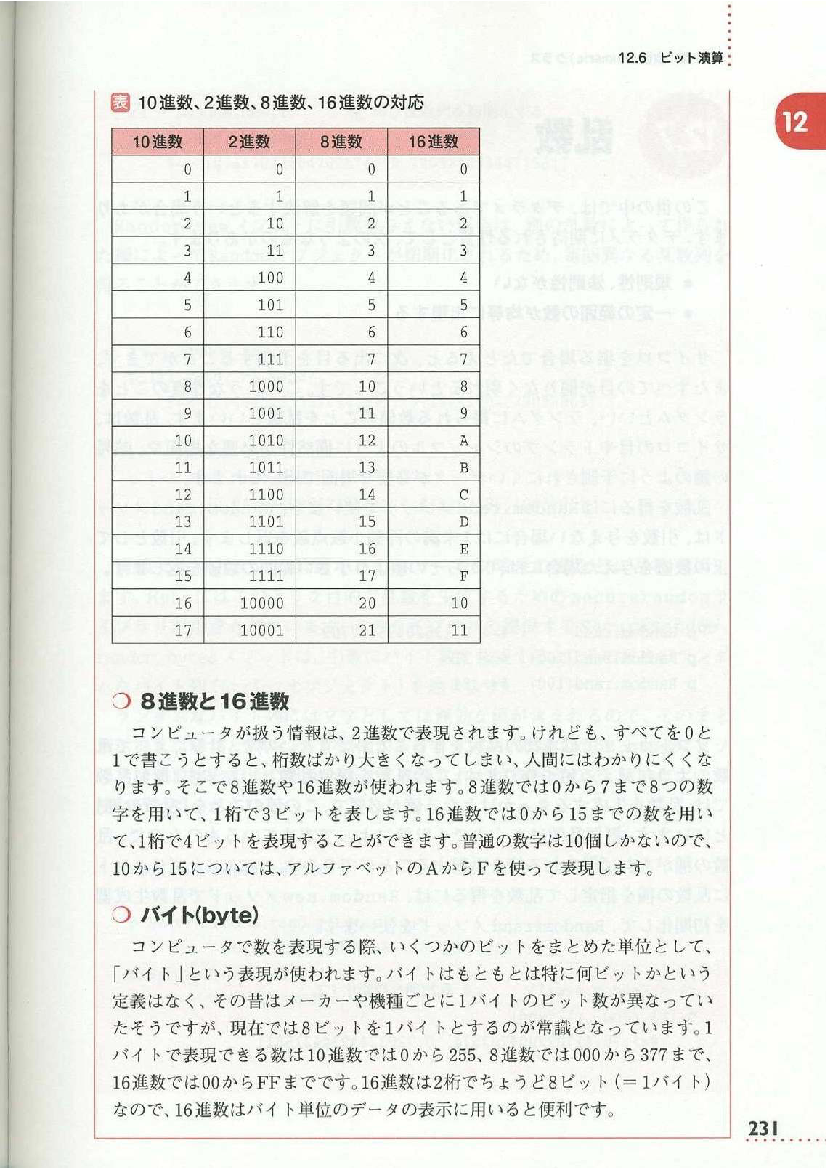 12.6 ビット演算
12
表 10進数、2進数、8進数、16進数の対応
10進数 2進数 8進数 16進数
0 0 0 0
1 1 1 1
2 10 2 2
3 11 3 3
4 100 4 4
5 101 5 5
6 110 6 6
7 111 7 7
8 1000 10 8
9 1001 11 9
10 1010 12 A
11 1011 13 B
12 1100 14 C
13 1101 15 D
14 1110 16 E
15 1111 17 F
16 10000 20 10
17 10001 21 11
8進数と16進数
コンピュータが扱う情報は、2進数で表現されます。けれども、すべてを0と
1で書こうとすると、桁数ばかり大きくなってしまい、人間にはわかりにくくな
ります。そこで8進数や16進数が使われます。8進数では0から7まで8つの数
字を用いて、1桁で3ビットを表します。16進数では0から15までの数を用い
て、1桁で4ビットを表現することができます。普通の数字は10個しかないので、
10から15については、アルファベットのAからFを使って表現します。
バイト(byte)
コンピュータで数を表現する際、いくつかのビットをまとめた単位として、
「バイト」という表現が使われます。バイトはもともとは特に何ビットかという
定義はなく、その昔はメーカーや機種ごとに1バイトのビット数が異なってい
たそうですが、現在では8ビットを1バイトとするのが常識となっています。1
バイトで表現できる数は10進数では0から255、8進数では000から377まで、
16進数では00からFFまでです。16進数は2桁でちょうど8ビット(=1バイト)
なので、16進数はバイト単位のデータの表示に用いると便利です。
231